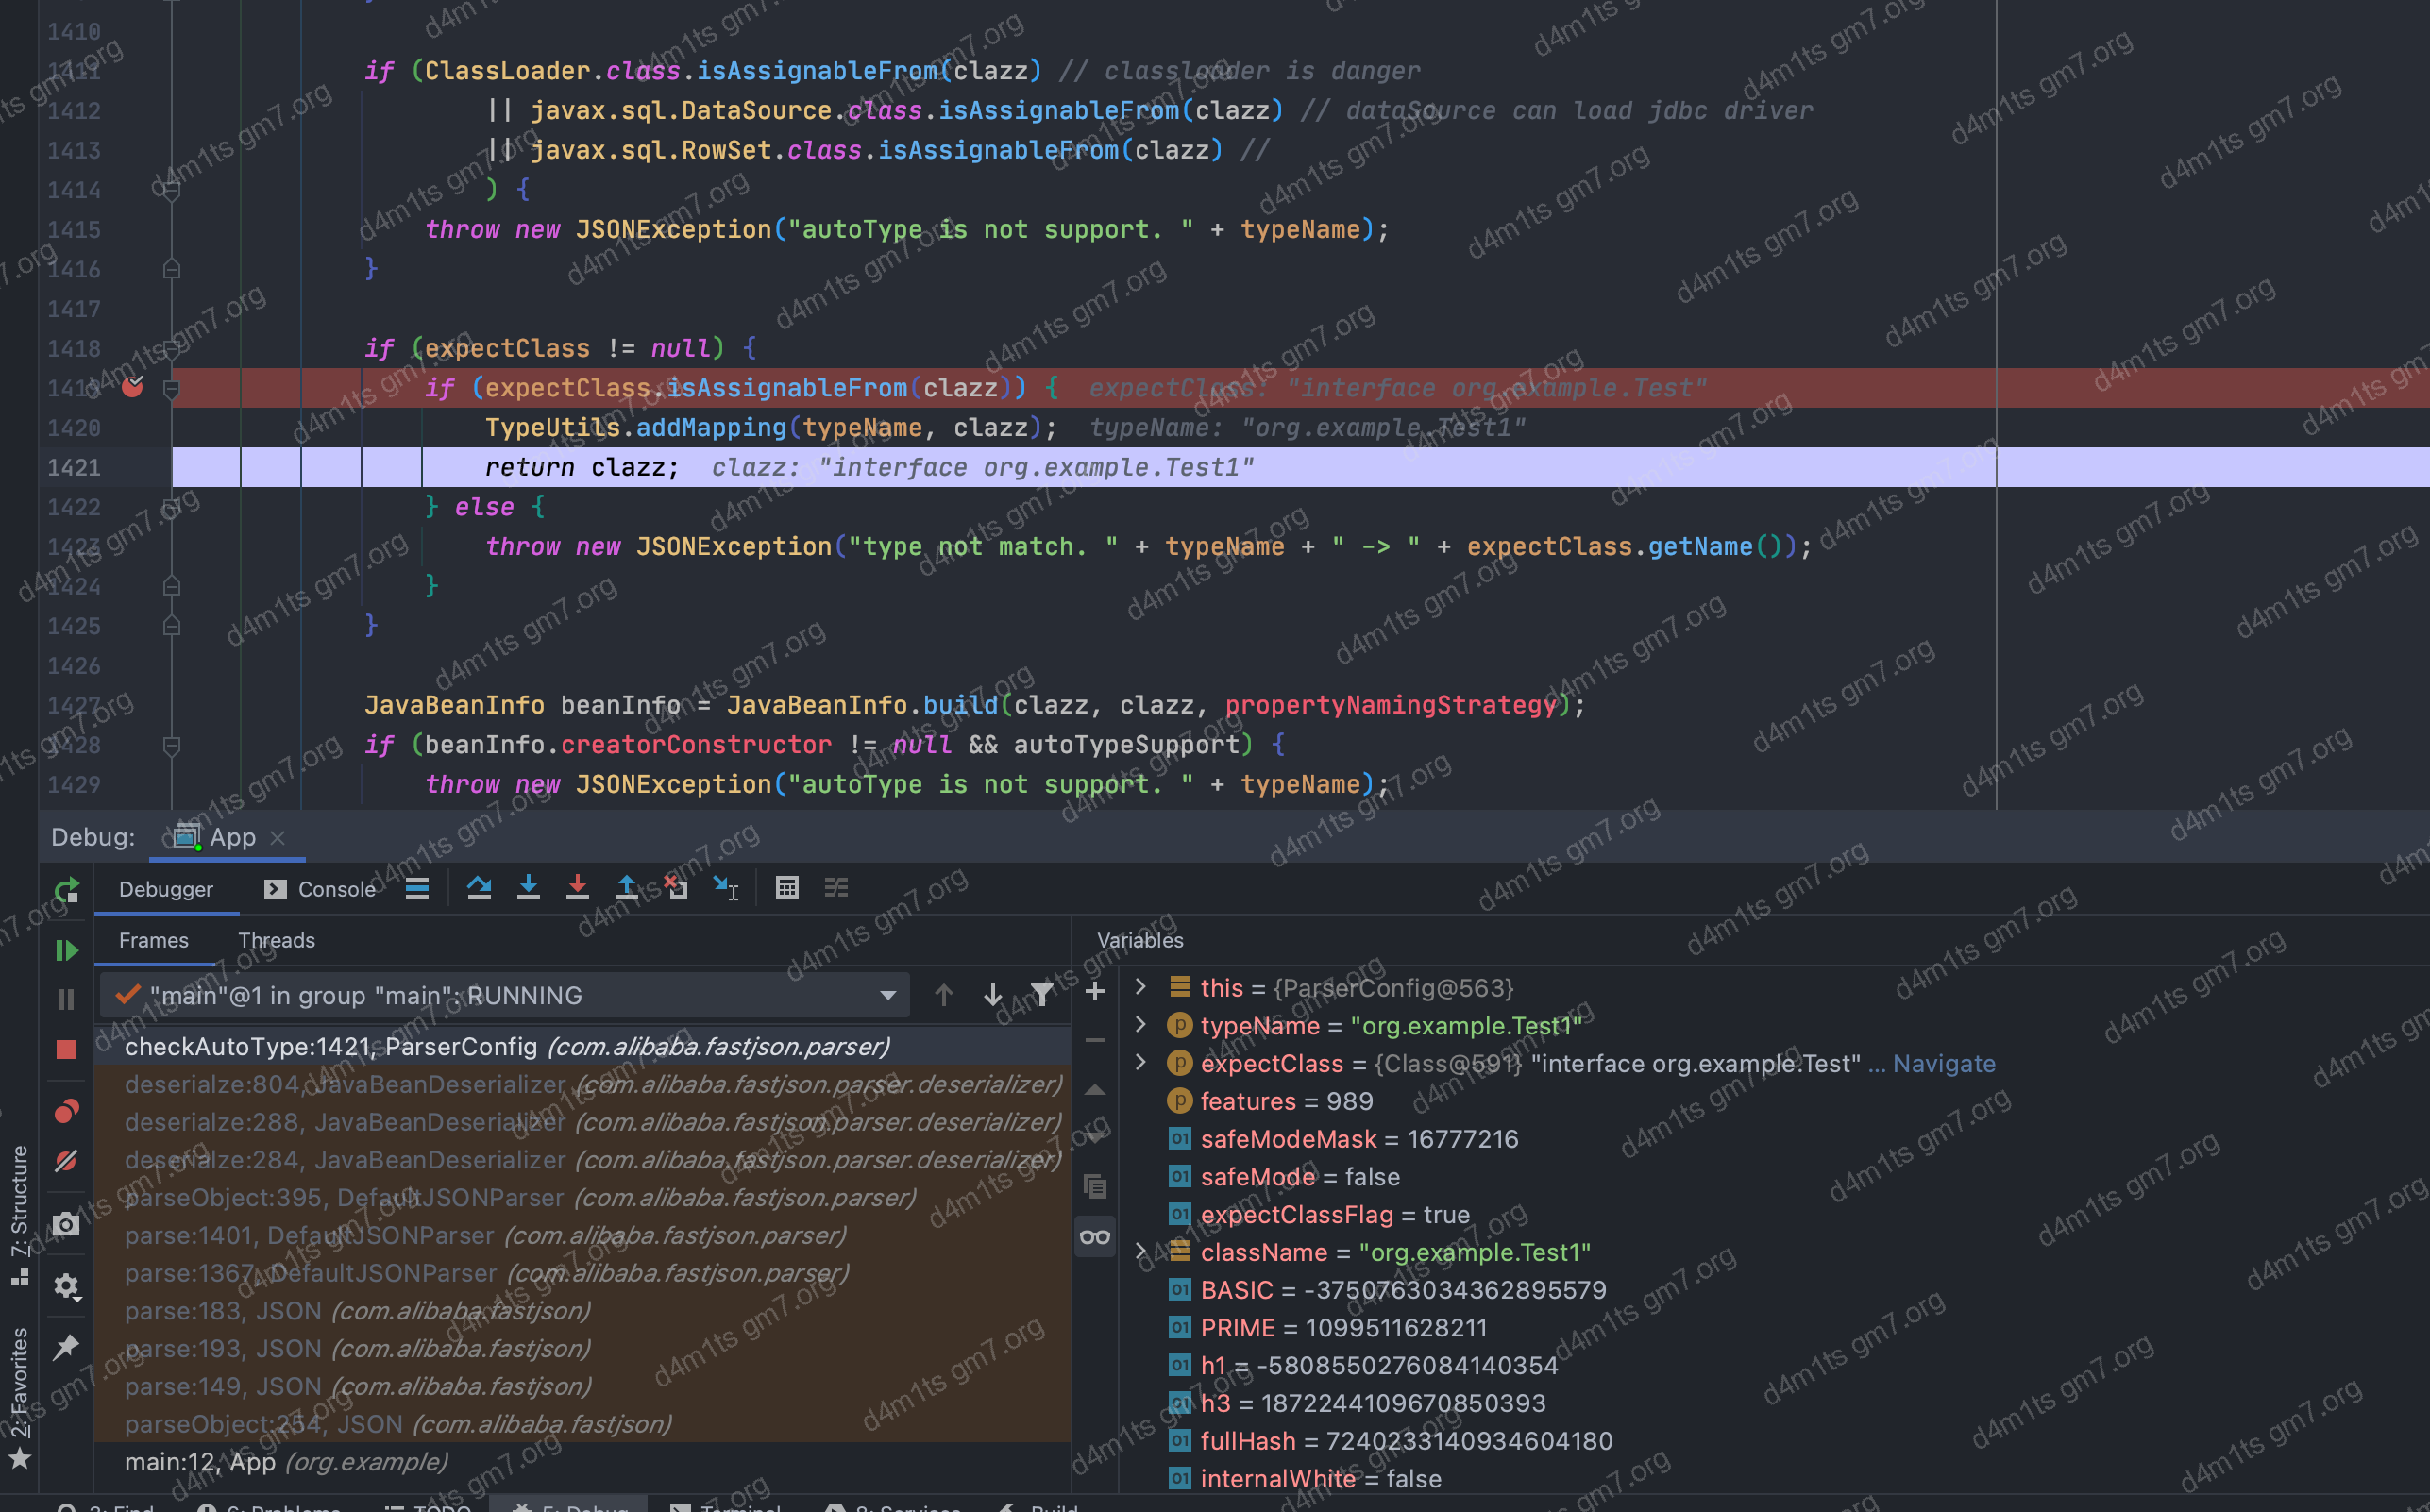 1410
1411 if (ClassLoader.class.isAssignableFrom(clazz) // classloader is danger
1412 || javax.sql.DataSource.class.isAssignableFrom(clazz) // dataSource can load jdbc driver
1413 || javax.sql.RowSet.class.isAssignableFrom(clazz) //
1414 ) {
1415 throw new JSONException("autoType is not support. " + typeName);
1416 }
1417
1418 if (expectClass != null) {
1419 if (expectClass.isAssignableFrom(clazz)) { expectClass: "interface org.example.Test"
1420 TypeUtils.addMapping(typeName, clazz); typeName: "org.example.Test1"
1421 return clazz; clazz: "interface org.example.Test1"
1422 } else {
1423 throw new JSONException("type not match. " + typeName + " -> " + expectClass.getName());
1424 }
1425 }
1426
1427 JavaBeanInfo beanInfo = JavaBeanInfo.build(clazz, clazz, propertyNamingStrategy);
1428 if (beanInfo.creatorConstructor != null && autoTypeSupport) {
1429 throw new JSONException("autoType is not support. " + typeName);
Debug: App
Debugger Console
Frames Threads
Variables
"main"@1 in group "main": RUNNING
checkAutoType:1421, ParserConfig (com.alibaba.fastjson.parser)
deserialze:804, JavaBeanDeserializer (com.alibaba.fastjson.parser.deserializer)
deserialze:288, JavaBeanDeserializer (com.alibaba.fastjson.parser.deserializer)
deserialze:284, JavaBeanDeserializer (com.alibaba.fastjson.parser.deserializer)
parseObject:395, DefaultJSONParser (com.alibaba.fastjson.parser)
parse:1401, DefaultJSONParser (com.alibaba.fastjson.parser)
parse:1367, DefaultJSONParser (com.alibaba.fastjson.parser)
parse:183, JSON (com.alibaba.fastjson)
parse:193, JSON (com.alibaba.fastjson)
parse:149, JSON (com.alibaba.fastjson)
parseObject:254, JSON (com.alibaba.fastjson)
main:12, App (org.example)
this = {ParserConfig@563}
typeName = "org.example.Test1"
expectClass = {Class@591} "interface org.example.Test" ... Navigate
features = 989
safeModeMask = 16777216
safeMode = false
expectClassFlag = true
className = "org.example.Test1"
BASIC = -3750763034362895579
PRIME = 1099511628211
h1 = -5808550276084140354
h3 = 1872244109670850393
fullHash = 7240233140934604180
internalWhite = false
7: Structure
2: Favorites
2: Find 6: Problems TODO 5: Debug Terminal 8: Services Build
d4m1ts gm7.org